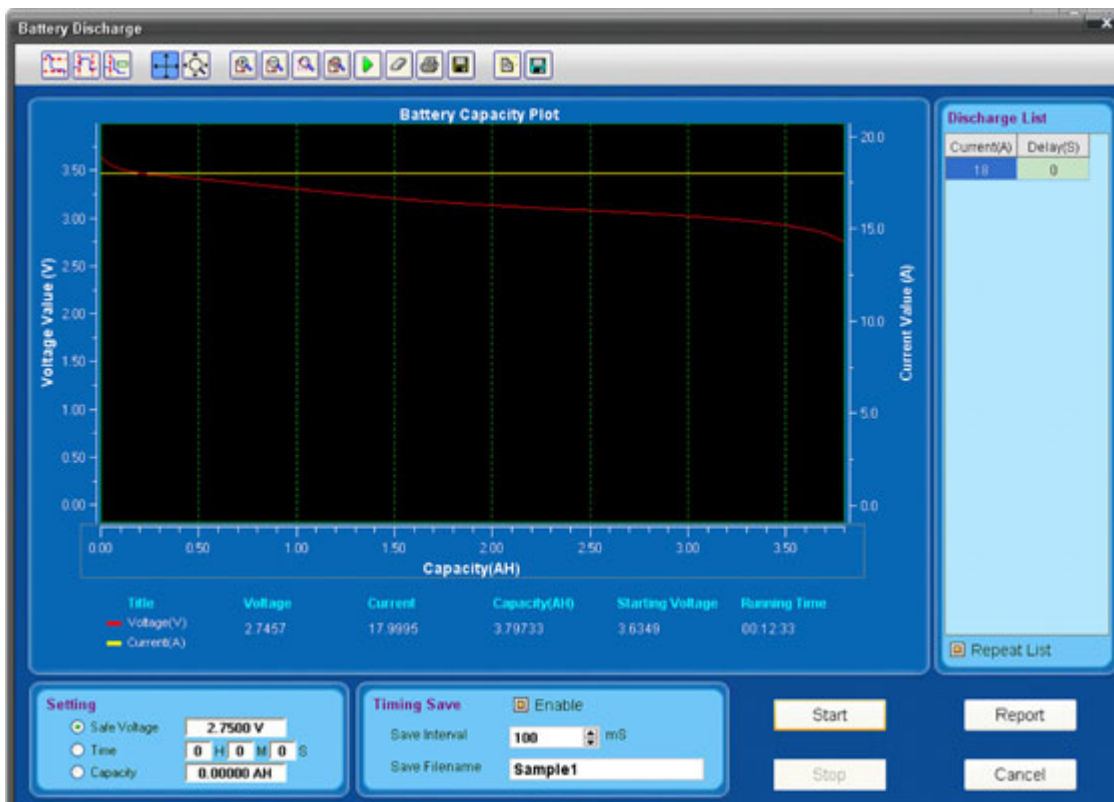 Battery Discharge
Battery Capacity Plot
Voltage Value (V)
3.50
3.00
2.50
2.00
1.50
1.00
0.50
0.00
20.0
15.0
10.0
5.0
0.0
Current Value (A)
0.00 0.50 1.00 1.50 2.00 2.50 3.00 3.50
Capacity(AH)
Title Voltage Current Capacity(AH) Starting Voltage Running Time
Voltage(V) 2.7457 17.9995 3.79733 3.6349 00:12:33
Current(A)
Discharge List
Current(A) Delay(S)
18 0
Repeat List
Setting
Safe Voltage 2.7500 V
Time 0 H 0 M 0 S
Capacity 0.00000 AH
Timing Save Enable
Save Interval 100 mS
Save Filename Sample1
Start
Report
Stop
Cancel